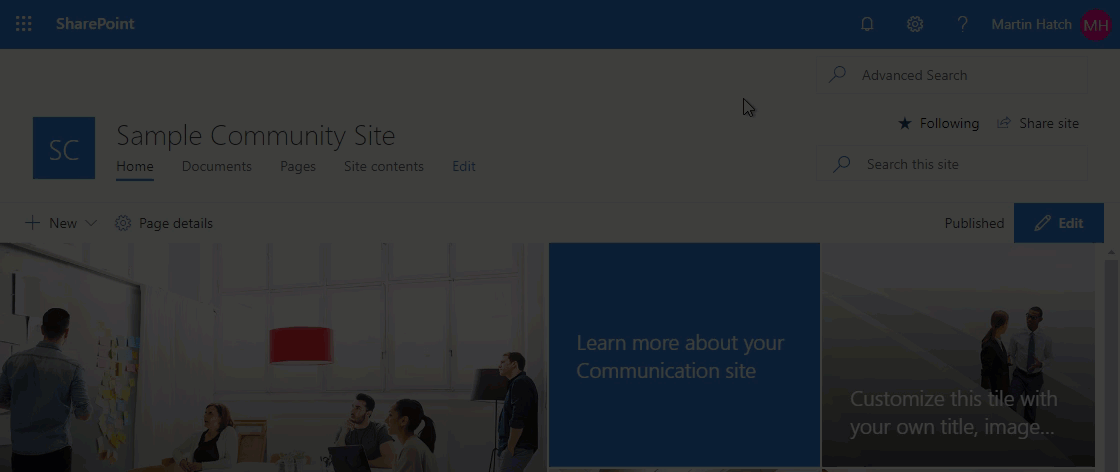 SharePoint
Martin Hatch MH
Advanced Search
Following Share site
SC
Sample Community Site
Home Documents Pages Site contents Edit
Search this site
New Page details
Published Edit
Learn more about your
Communication site
Customize this tile with
your own title, image...